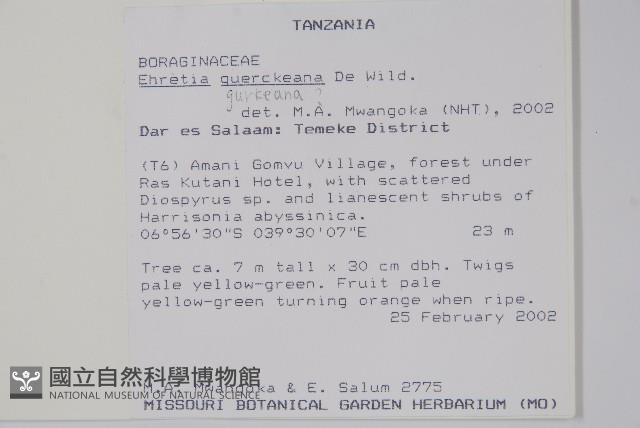 TANZANIA
BORAGINACEAE
Ehretia guerckeana De Wild.
gurkeana ?
det. M.A. Mwangoka (NHT), 2002
Dar es Salaam: Temeke District
(T6) Amani Gomvu Village, forest under
Ras Kutani Hotel, with scattered
Diospyrus sp. and lianescent shrubs of
Harrisonia abyssinica.
06°56'30"S 039°30'07"E 23 m
Tree ca. 7 m tall x 30 cm dbh. Twigs
pale yellow-green. Fruit pale
yellow-green turning orange when ripe.
25 February 2002
M.A. Mwangoka & E. Salum 2775
MISSOURI BOTANICAL GARDEN HERBARIUM (MO)
國立自然科學博物館
NATIONAL MUSEUM OF NATURAL SCIENCE